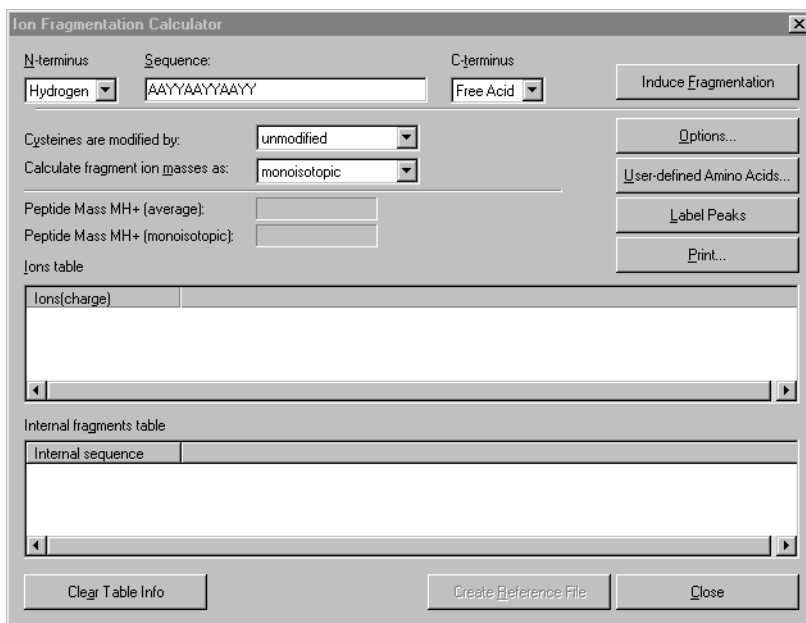 Ion Fragmentation Calculator
N-terminus Sequence: C-terminus
Hydrogen AAYYAAYYAAYY Free Acid Induce Fragmentation
Cysteines are modified by: unmodified Options...
Calculate fragment ion masses as: monoisotopic User-defined Amino Acids...
Peptide Mass MH+ (average): Label Peaks
Peptide Mass MH+ (monoisotopic): Print...
Ions table
Ions(charge)
Internal fragments table
Internal sequence
Clear Table Info Create Reference File Close